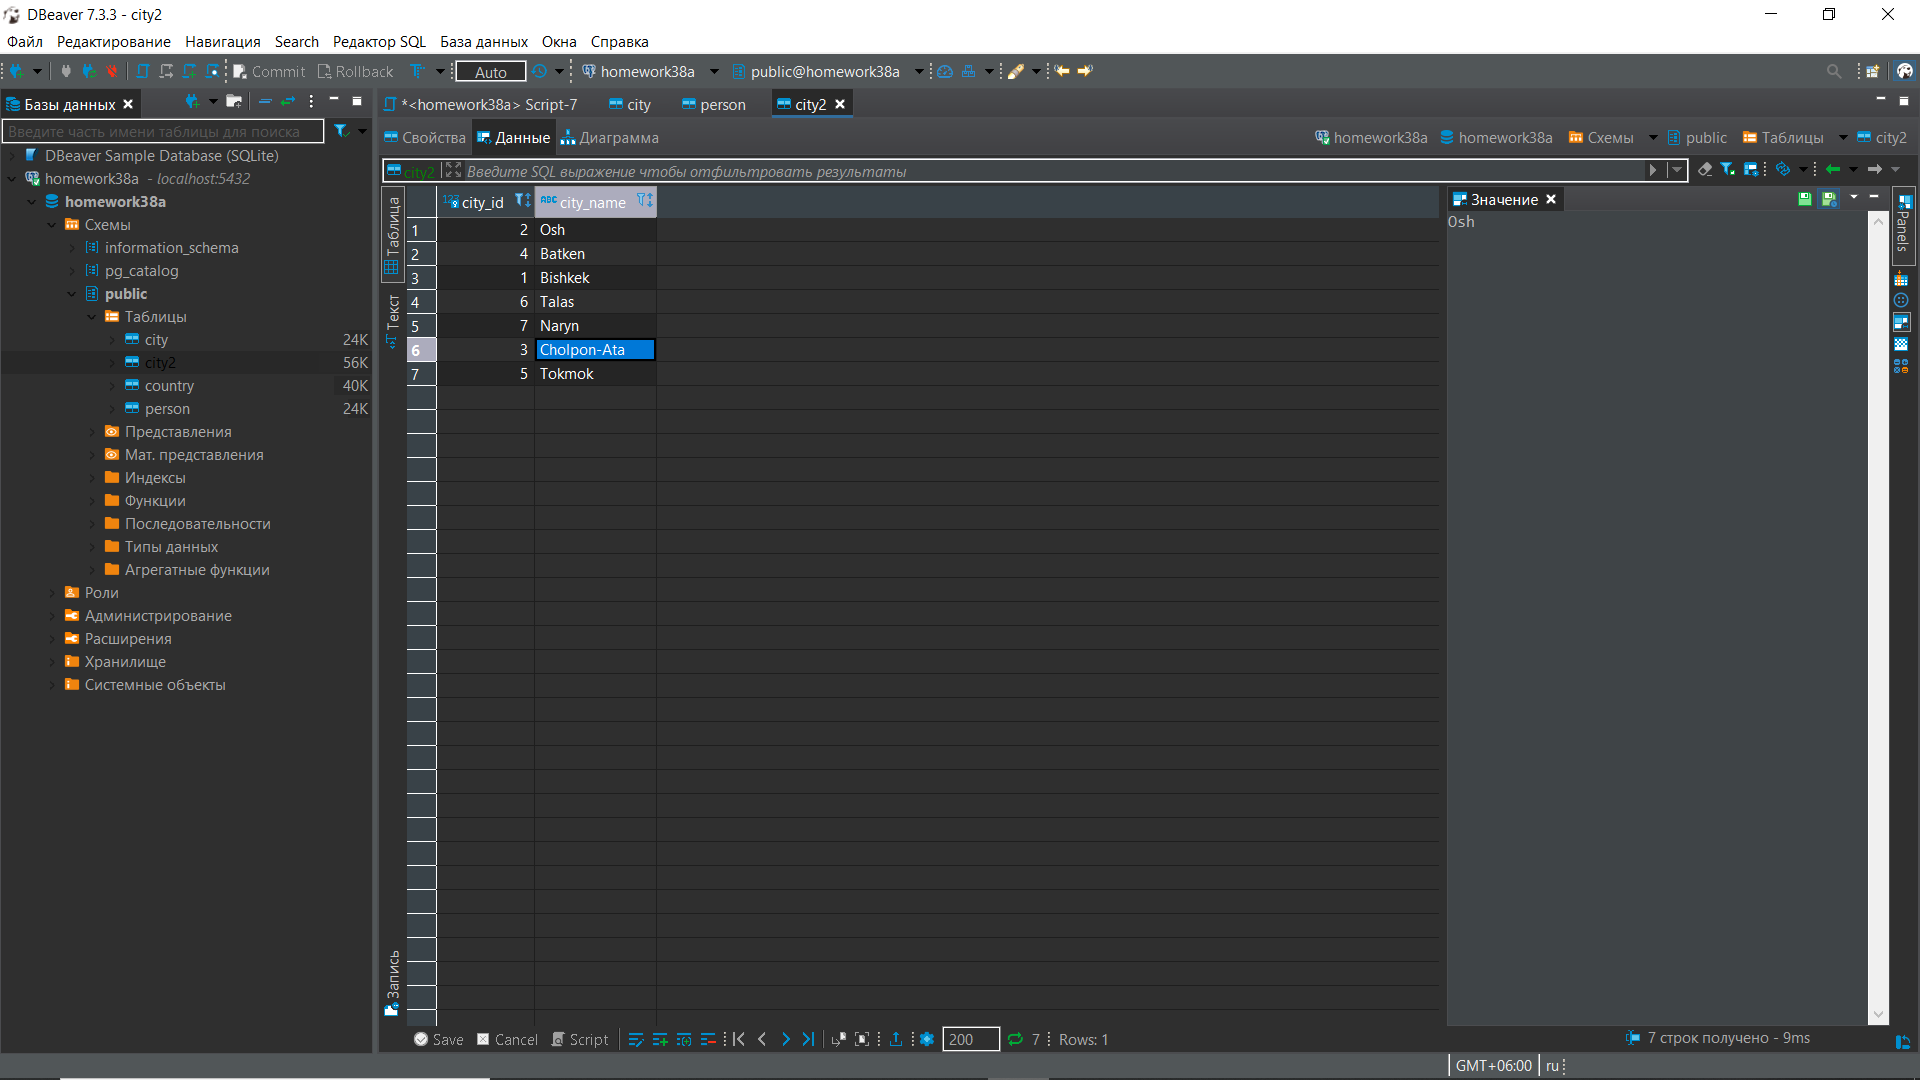 DBeaver 7.3.3 - city2
Файл Редактирование Навигация Search Редактор SQL База данных Окна Справка
Commit Rollback Auto homework38a public@homework38a
Базы данных
Введите часть имени таблицы для поиска
DBeaver Sample Database (SQLite)
homework38a - localhost:5432
homework38a
Схемы
information_schema
pg_catalog
public
Таблицы
city 24K
city2 56K
country 40K
person 24K
Представления
Мат. представления
Индексы
Функции
Последовательности
Типы данных
Агрегатные функции
Роли
Администрирование
Расширения
Хранилище
Системные объекты
*<homework38a> Script-7 city person city2
Свойства Данные Диаграмма
homework38a homework38a Схемы public Таблицы city2
city2 Введите SQL выражение чтобы отфильтровать результаты
Таблица
Текст
Запись
123 city_id ABC city_name
1 2 Osh
2 4 Batken
3 1 Bishkek
4 6 Talas
5 7 Naryn
6 3 Cholpon-Ata
7 5 Tokmok
Значение
Osh
Panels
Save Cancel Script 200 7 Rows: 1
7 строк получено - 9ms
GMT+06:00 ru